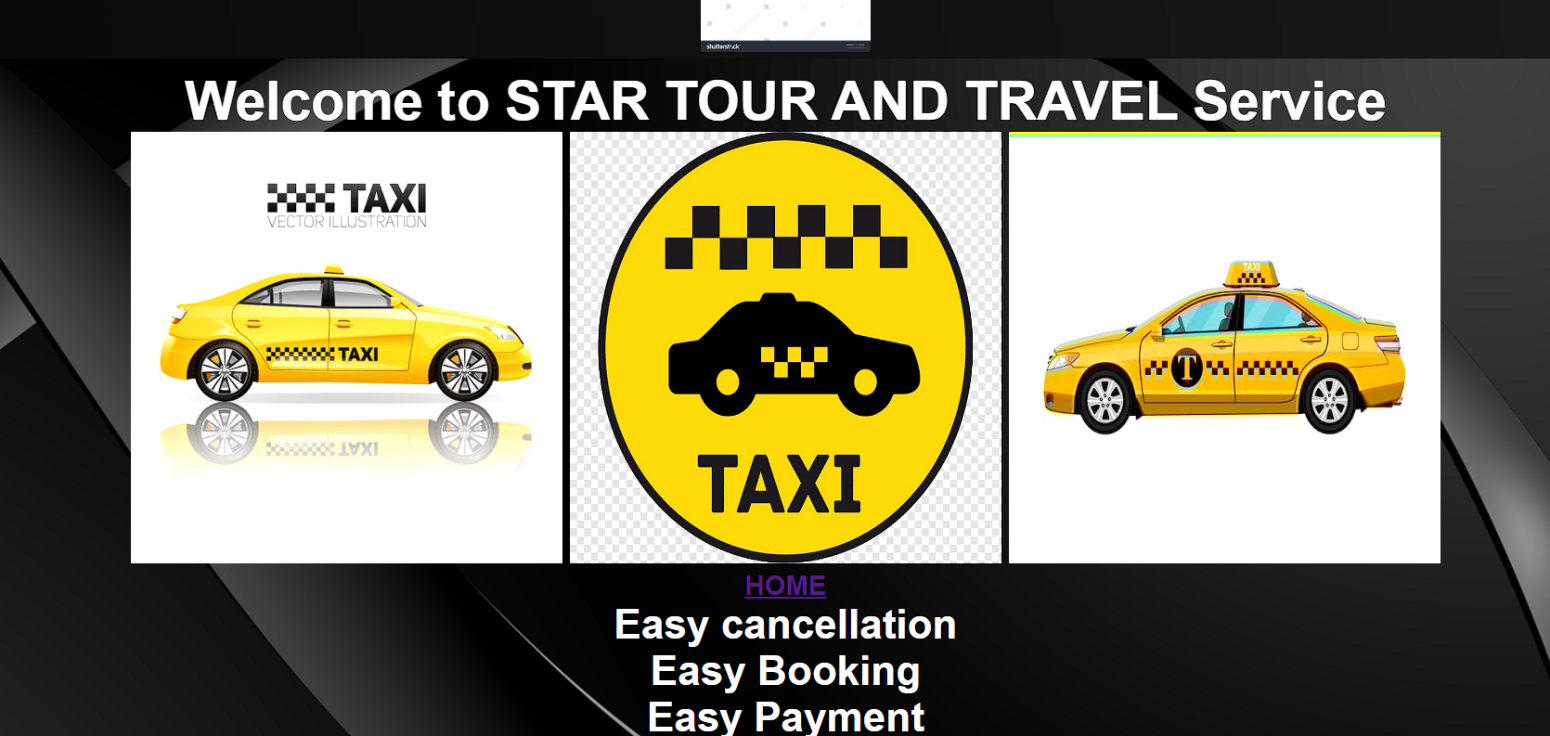 shutterstock
Welcome to STAR TOUR AND TRAVEL Service
TAXI
VECTOR ILLUSTRATION
TAXI
TAXI
TAXI
T
HOME
Easy cancellation
Easy Booking
Easy Payment